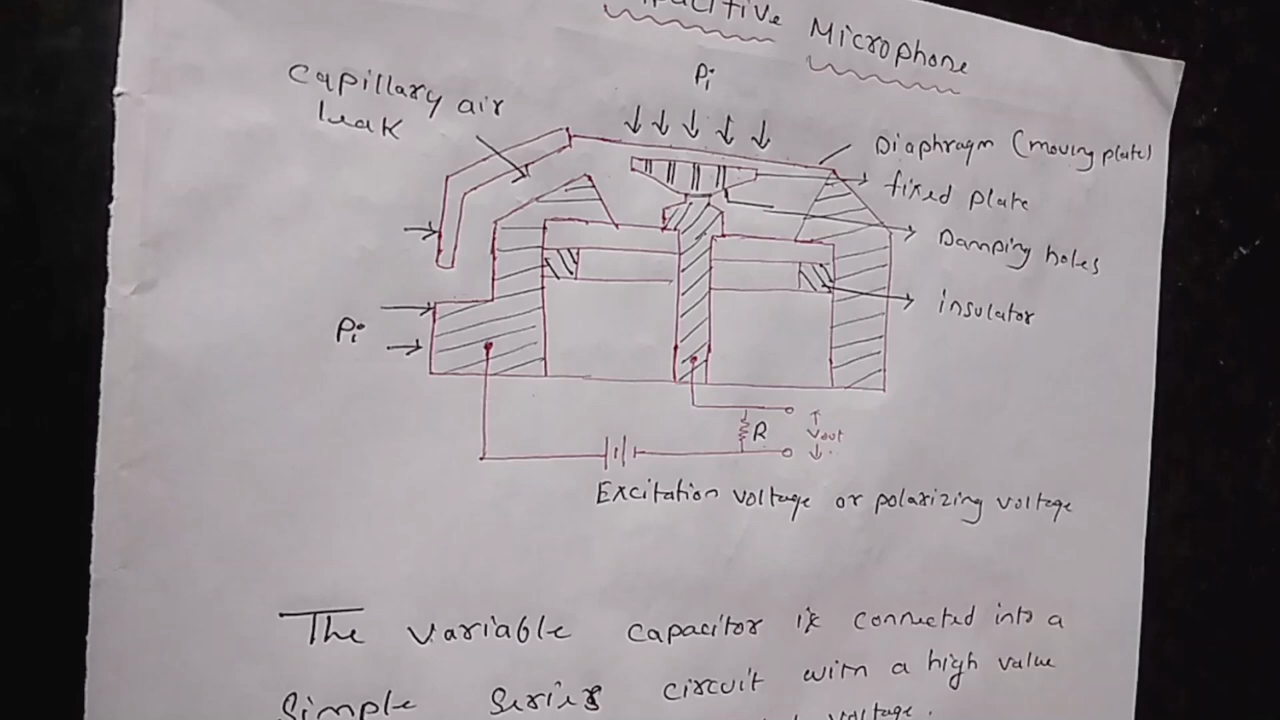 Microphone
Pi
Capillary air
leak
Diaphragm (moving plate)
fixed plate
Damping holes
insulator
Pi
R
Vout
Excitation voltage or polarizing voltage
The variable capacitor is connected into a
simple series circuit with a high value
voltage.